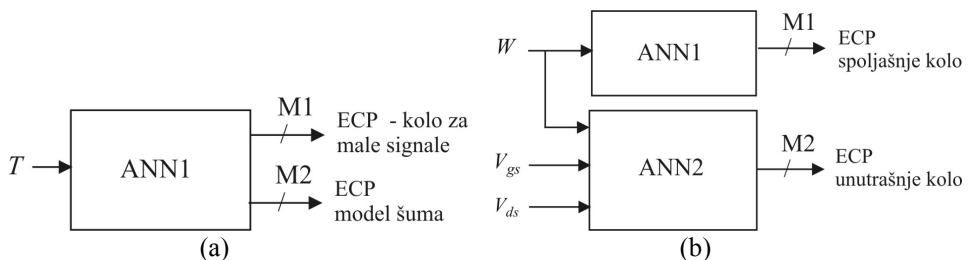 T
ANN1
M1
ECP - kolo za
male signale
M2
ECP
model šuma
(a)
W
ANN1
M1
ECP
spoljašnje kolo
V_gs
V_ds
ANN2
M2
ECP
unutrašnje kolo
(b)